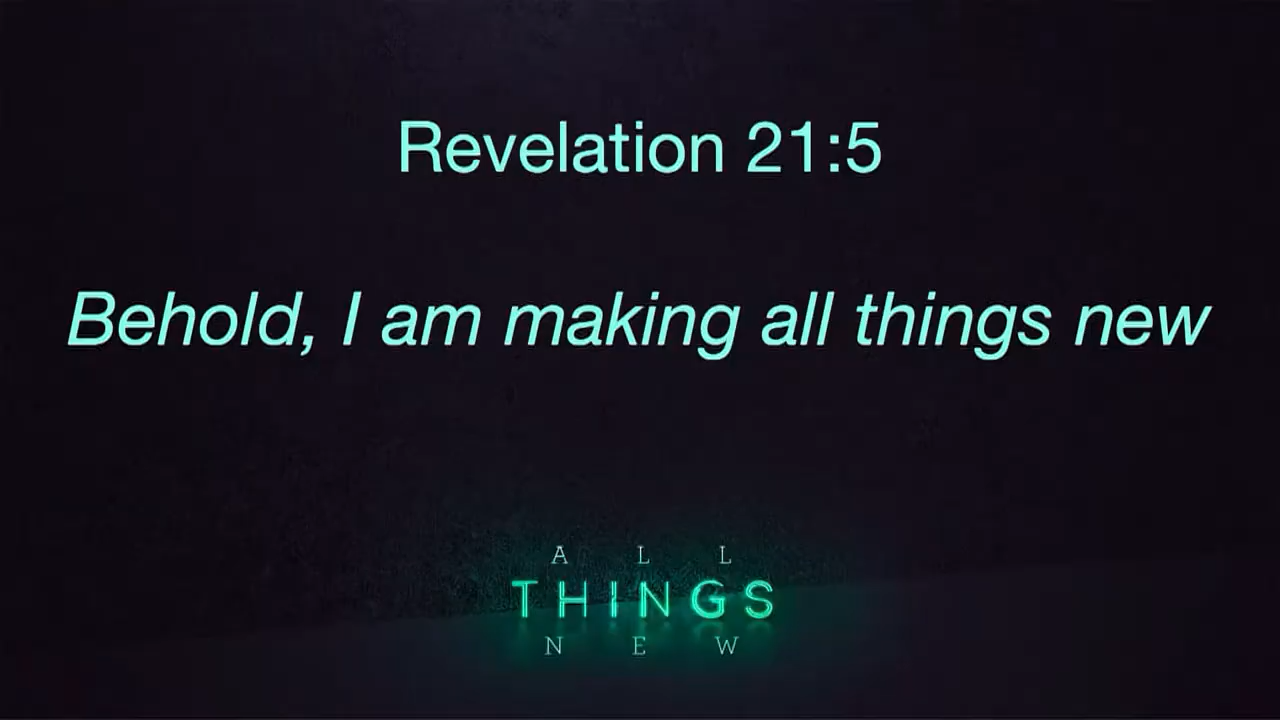 Revelation 21:5
Behold, I am making all things new
ALL
THINGS
NEW